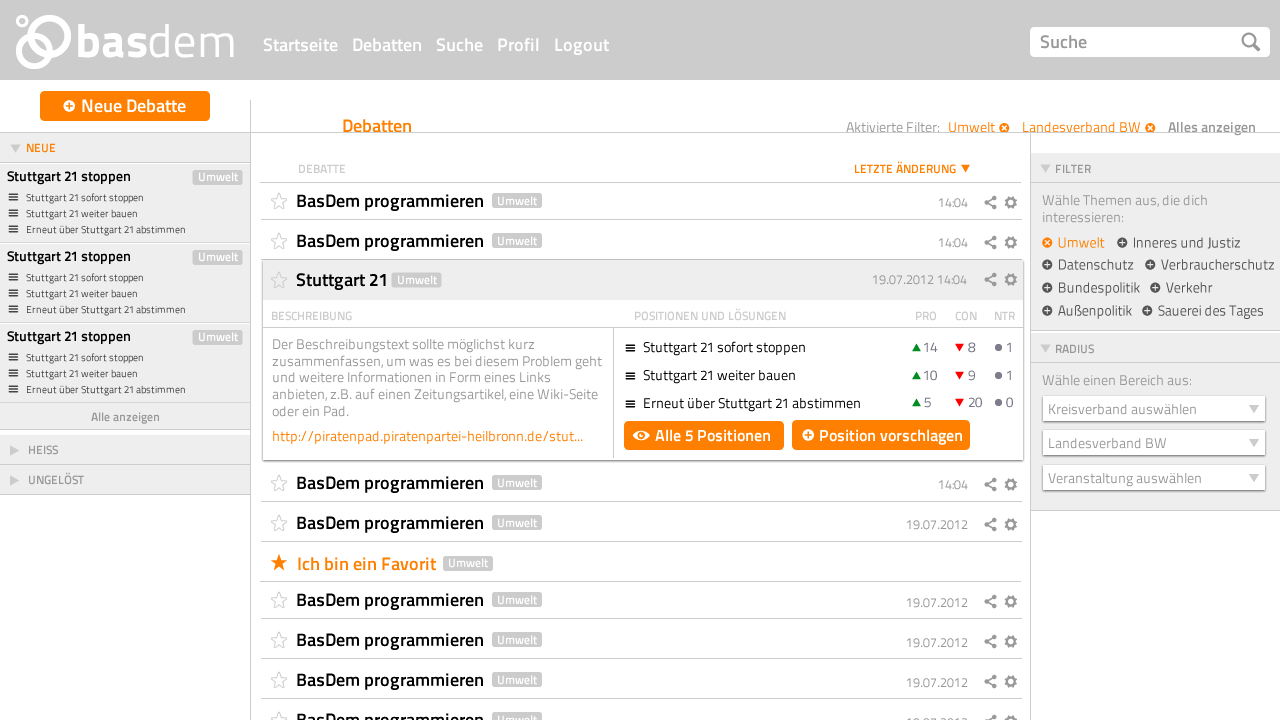 basdem
Startseite Debatten Suche Profil Logout
Suche
Neue Debatte
Debatten
Aktivierte Filter: Umwelt Landesverband BW Alles anzeigen
NEUE
Stuttgart 21 stoppen Umwelt
Stuttgart 21 sofort stoppen
Stuttgart 21 weiter bauen
Erneut über Stuttgart 21 abstimmen
Stuttgart 21 stoppen Umwelt
Stuttgart 21 sofort stoppen
Stuttgart 21 weiter bauen
Erneut über Stuttgart 21 abstimmen
Stuttgart 21 stoppen Umwelt
Stuttgart 21 sofort stoppen
Stuttgart 21 weiter bauen
Erneut über Stuttgart 21 abstimmen
Alle anzeigen
HEISS
UNGELÖST
DEBATTE LETZTE ÄNDERUNG
BasDem programmieren Umwelt 14:04
BasDem programmieren Umwelt 14:04
Stuttgart 21 Umwelt 19.07.2012 14:04
BESCHREIBUNG
Der Beschreibungstext sollte möglichst kurz
zusammenfassen, um was es bei diesem Problem geht
und weitere Informationen in Form eines Links
anbieten, z.B. auf einen Zeitungsartikel, eine Wiki-Seite
oder ein Pad.
http://piratenpad.piratenpartei-heilbronn.de/stut...
POSITIONEN UND LÖSUNGEN PRO CON NTR
Stuttgart 21 sofort stoppen 14 8 1
Stuttgart 21 weiter bauen 10 9 1
Erneut über Stuttgart 21 abstimmen 5 20 0
Alle 5 Positionen Position vorschlagen
BasDem programmieren Umwelt 14:04
BasDem programmieren Umwelt 19.07.2012
Ich bin ein Favorit Umwelt
BasDem programmieren Umwelt 19.07.2012
BasDem programmieren Umwelt 19.07.2012
BasDem programmieren Umwelt 19.07.2012
BasDem programmieren Umwelt 19.07.2012
FILTER
Wähle Themen aus, die dich
interessieren:
Umwelt Inneres und Justiz
Datenschutz Verbraucherschutz
Bundespolitik Verkehr
Außenpolitik Sauerei des Tages
RADIUS
Wähle einen Bereich aus:
Kreisverband auswählen
Landesverband BW
Veranstaltung auswählen